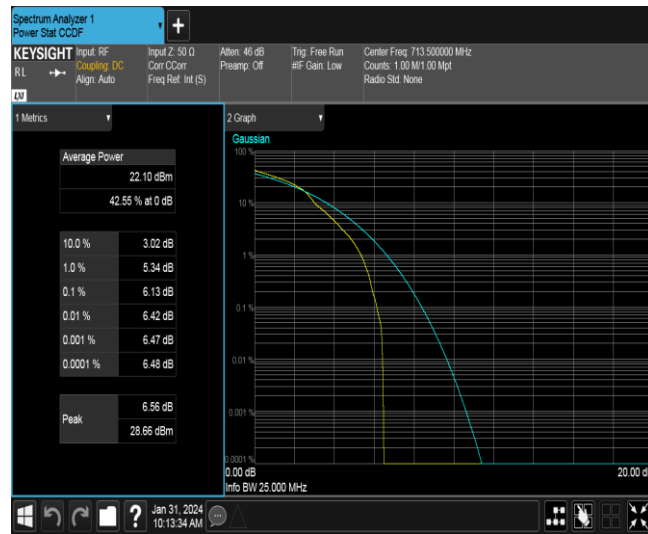 Spectrum Analyzer 1
Power Stat CCDF
+
KEYSIGHT
RL
LXI
Input: RF
Coupling: DC
Align: Auto
Input Z: 50 Ω
Corr CCorr
Freq Ref: Int (S)
Atten: 46 dB
Preamp: Off
Trig: Free Run
#IF Gain: Low
Center Freq: 713.500000 MHz
Counts: 1.00 M/1.00 Mpt
Radio Std: None
1 Metrics
Average Power
22.10 dBm
42.55 % at 0 dB
10.0 % 3.02 dB
1.0 % 5.34 dB
0.1 % 6.13 dB
0.01 % 6.42 dB
0.001 % 6.47 dB
0.0001 % 6.48 dB
Peak
6.56 dB
28.66 dBm
2 Graph
Gaussian
100 %
10 %
1 %
0.1 %
0.01 %
0.001 %
0.0001 %
0.00 dB
20.00 d
Info BW 25.000 MHz
?
Jan 31, 2024
10:13:34 AM